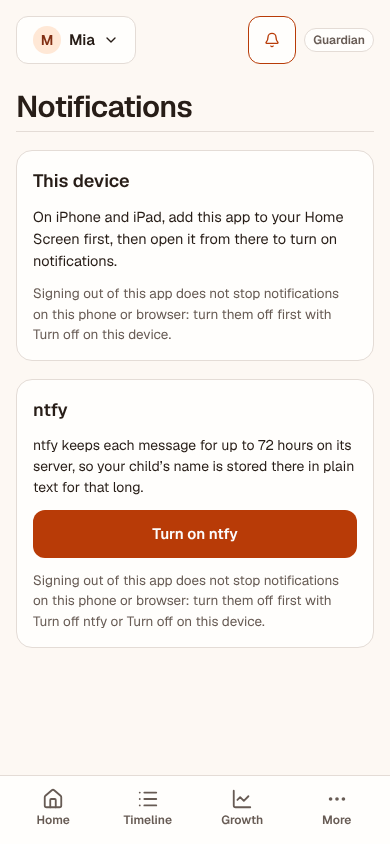 M Mia
Guardian
Notifications
This device
On iPhone and iPad, add this app to your Home
Screen first, then open it from there to turn on
notifications.
Signing out of this app does not stop notifications
on this phone or browser: turn them off first with
Turn off on this device.
ntfy
ntfy keeps each message for up to 72 hours on its
server, so your child’s name is stored there in plain
text for that long.
Turn on ntfy
Signing out of this app does not stop notifications
on this phone or browser: turn them off first with
Turn off ntfy or Turn off on this device.
Home Timeline Growth More